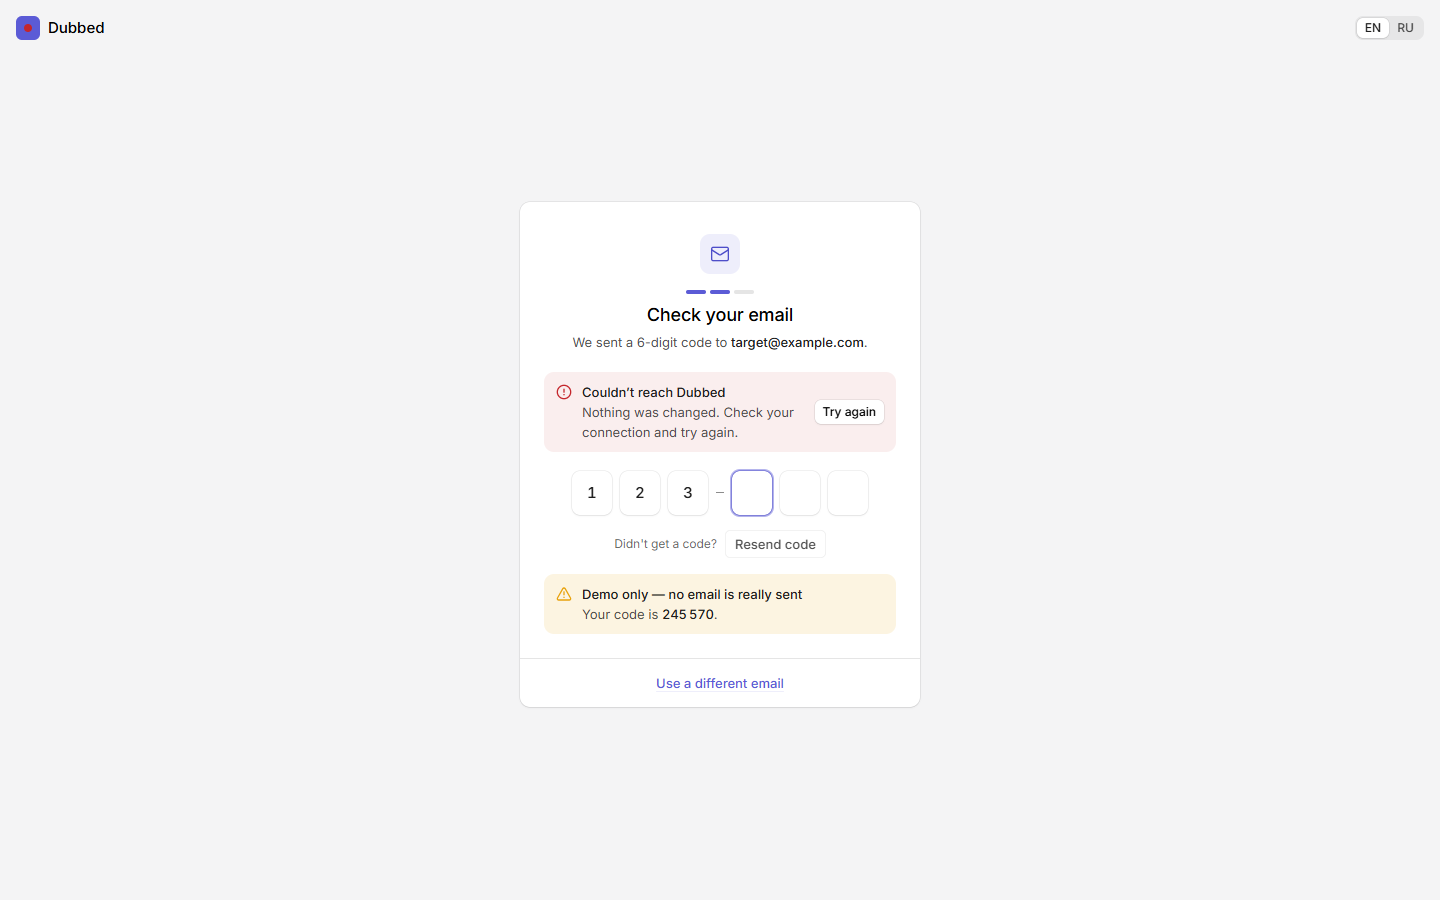 Dubbed
EN RU
Check your email
We sent a 6-digit code to target@example.com.
Couldn’t reach Dubbed
Nothing was changed. Check your
connection and try again.
Try again
1 2 3 –
Didn't get a code? Resend code
Demo only — no email is really sent
Your code is 245 570.
Use a different email